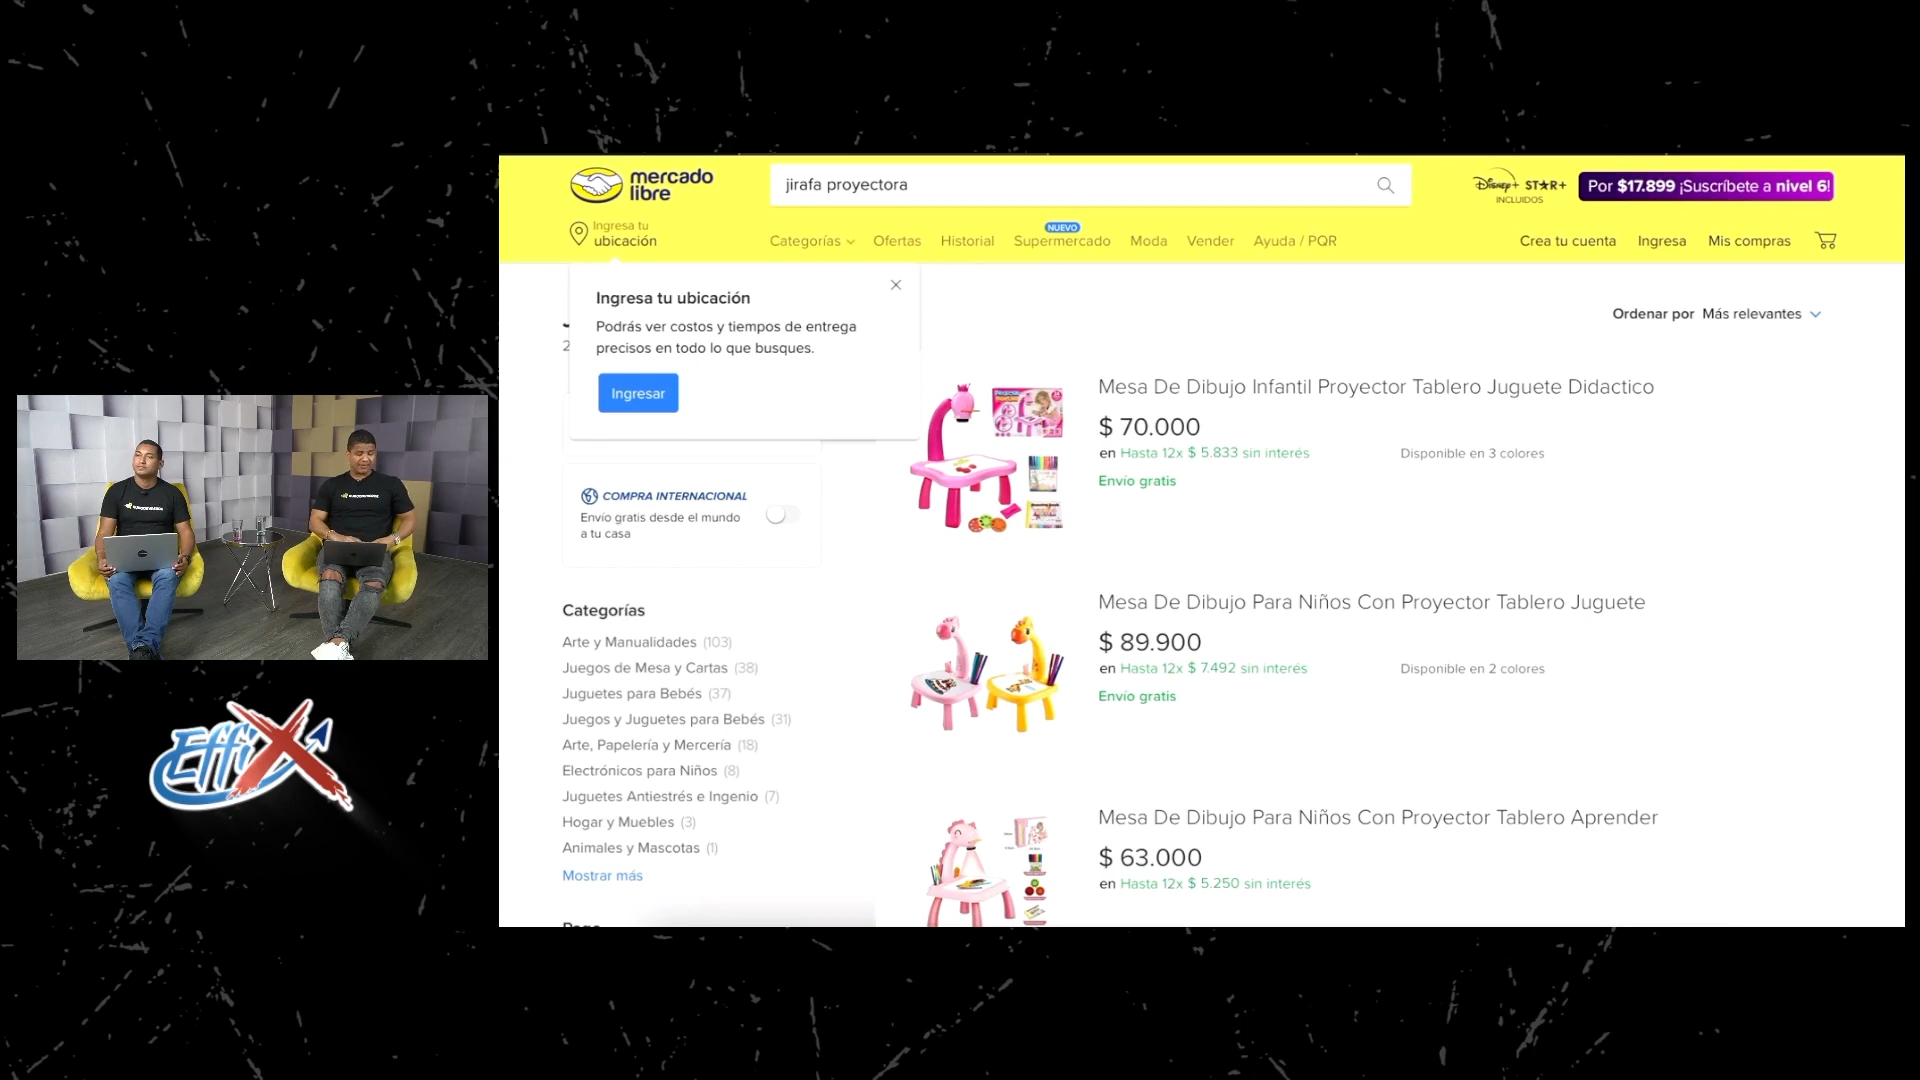 mercado
libre
jirafa proyectora
Disney+ STAR+
INCLUIDOS
Por $17.899 ¡Suscríbete a nivel 6!
Ingresa tu
ubicación
Categorías
Ofertas
Historial
NUEVO
Supermercado
Moda
Vender
Ayuda / PQR
Crea tu cuenta
Ingresa
Mis compras
Ingresa tu ubicación
Podrás ver costos y tiempos de entrega
precisos en todo lo que busques.
Ingresar
Ordenar por Más relevantes
COMPRA INTERNACIONAL
Envío gratis desde el mundo
a tu casa
Categorías
Arte y Manualidades (103)
Juegos de Mesa y Cartas (38)
Juguetes para Bebés (37)
Juegos y Juguetes para Bebés (31)
Arte, Papelería y Mercería (18)
Electrónicos para Niños (8)
Juguetes Antiestrés e Ingenio (7)
Hogar y Muebles (3)
Animales y Mascotas (1)
Mostrar más
Mesa De Dibujo Infantil Proyector Tablero Juguete Didactico
$ 70.000
en Hasta 12x $ 5.833 sin interés
Disponible en 3 colores
Envío gratis
Mesa De Dibujo Para Niños Con Proyector Tablero Juguete
$ 89.900
en Hasta 12x $ 7.492 sin interés
Disponible en 2 colores
Envío gratis
Mesa De Dibujo Para Niños Con Proyector Tablero Aprender
$ 63.000
en Hasta 12x $ 5.250 sin interés
EffiX